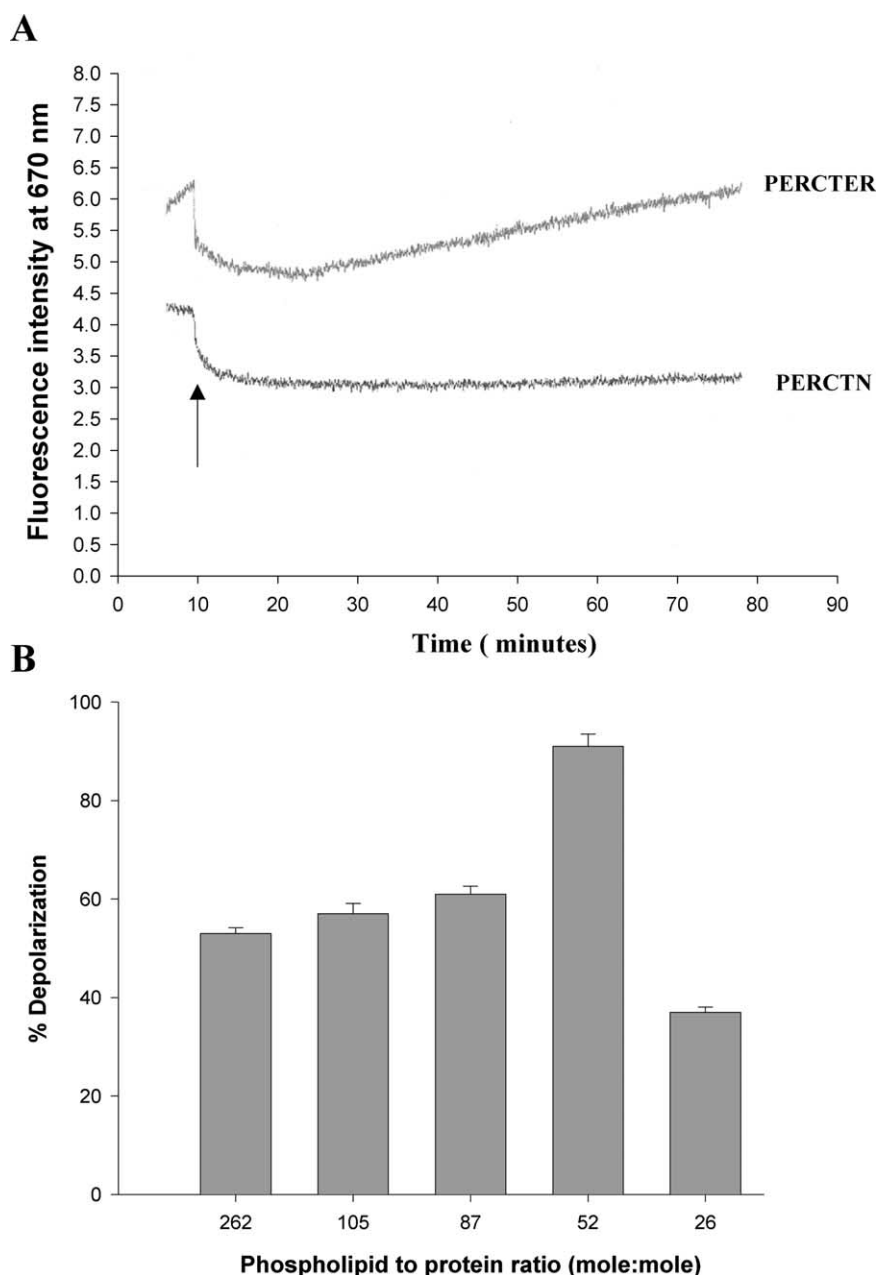 A
Fluorescence intensity at 670 nm
8.0
7.5
7.0
6.5
6.0
5.5
5.0
4.5
4.0
3.5
3.0
2.5
2.0
1.5
1.0
0.5
0.0
PERCTER
PERCTN
0 10 20 30 40 50 60 70 80 90
Time ( minutes)
B
% Depolarization
100
80
60
40
20
0
262 105 87 52 26
Phospholipid to protein ratio (mole:mole)